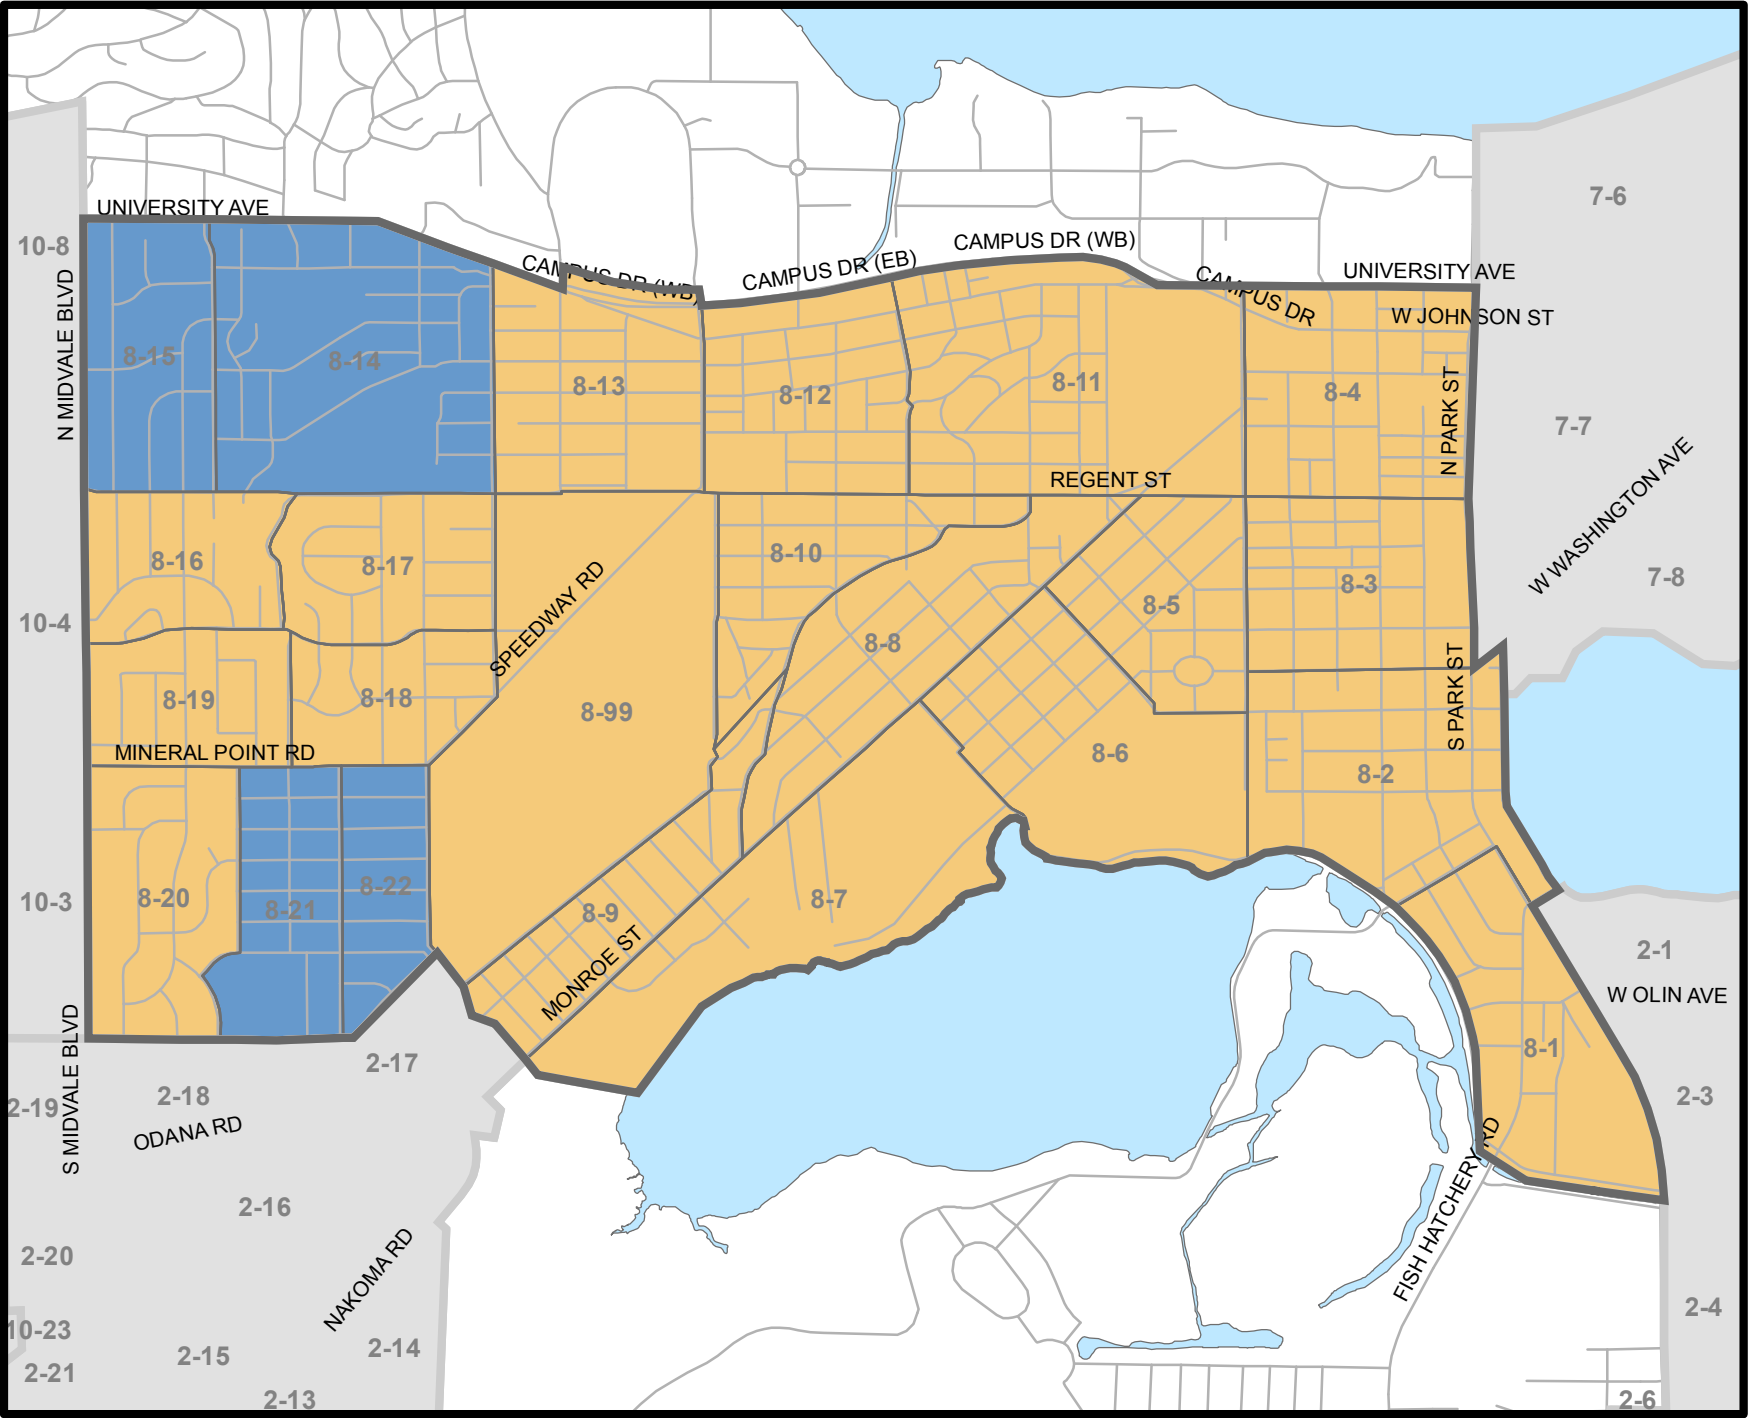 7-6
UNIVERSITY AVE
10-8
CAMPUS DR (WB)
CAMPUS DR (EB)
CAMPUS DR (WB)
CAMPUS DR
UNIVERSITY AVE
W JOHNSON ST
N MIDVALE BLVD
8-15
8-14
8-13
8-12
8-11
8-4
N PARK ST
7-7
REGENT ST
W WASHINGTON AVE
8-16
8-17
8-10
8-5
8-3
7-8
10-4
SPEEDWAY RD
8-8
8-19
8-18
8-99
S PARK ST
MINERAL POINT RD
8-6
8-2
10-3
8-20
8-21
8-22
8-9
8-7
MONROE ST
2-1
W OLIN AVE
8-1
S MIDVALE BLVD
2-17
2-18
2-19
ODANA RD
2-3
FISH HATCHERY RD
2-16
2-20
NAKOMA RD
2-4
10-23
2-15
2-14
2-21
2-13
2-6